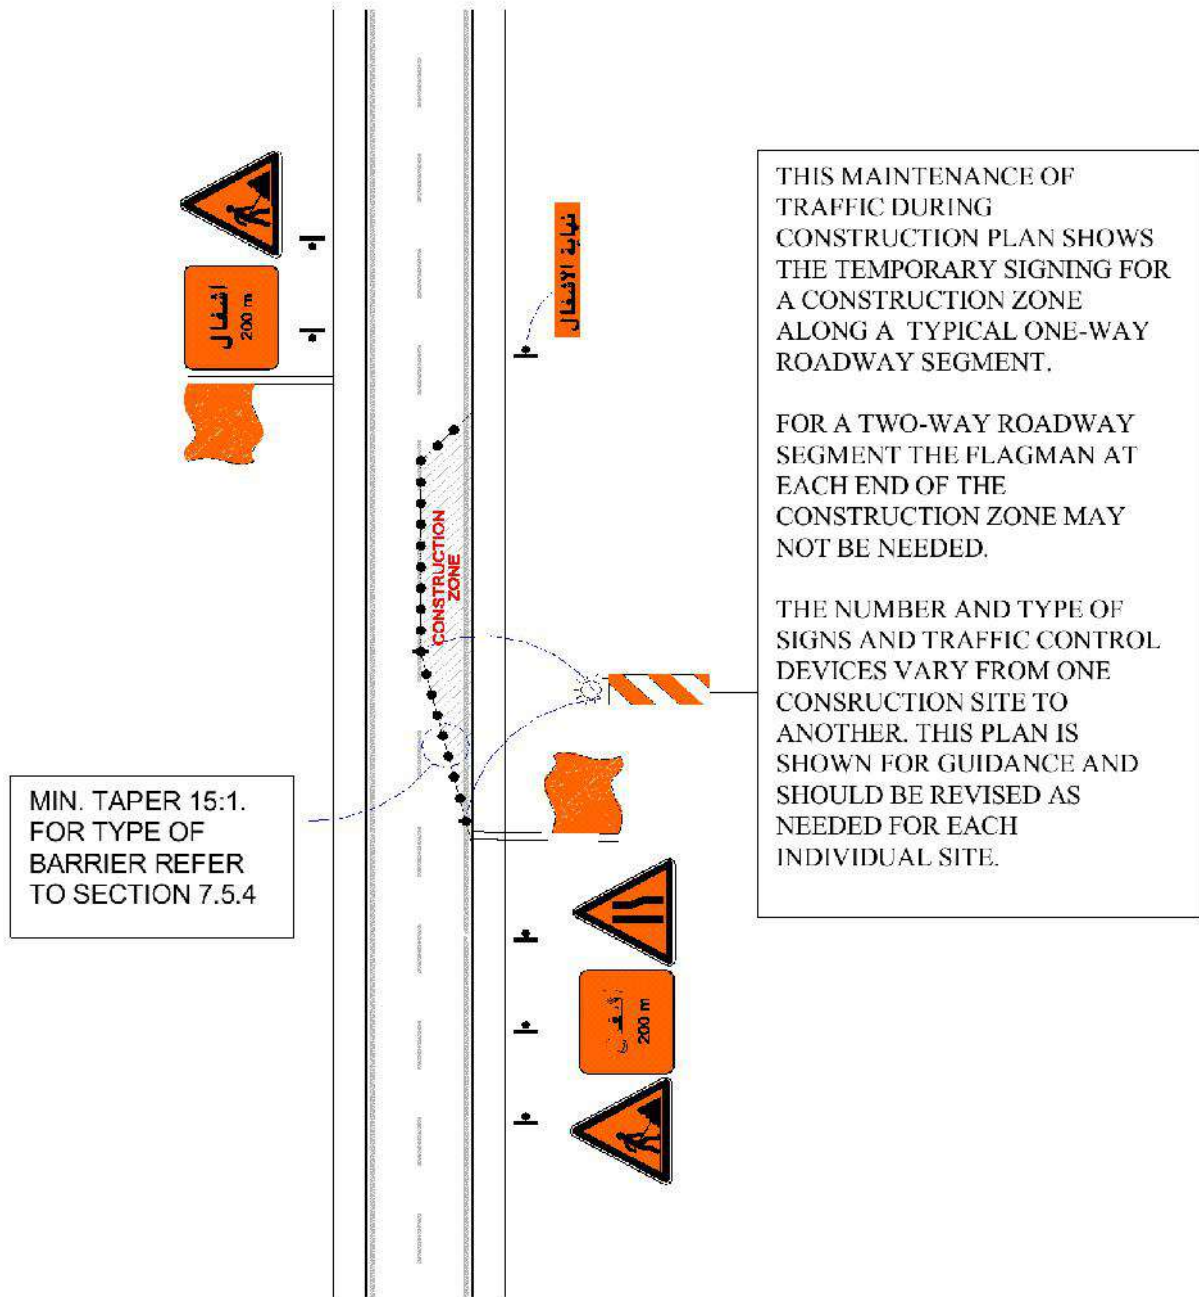 اشغال
200 m
نهاية الاشغال
THIS MAINTENANCE OF
TRAFFIC DURING
CONSTRUCTION PLAN SHOWS
THE TEMPORARY SIGNING FOR
A CONSTRUCTION ZONE
ALONG A TYPICAL ONE-WAY
ROADWAY SEGMENT.
FOR A TWO-WAY ROADWAY
SEGMENT THE FLAGMAN AT
EACH END OF THE
CONSTRUCTION ZONE MAY
NOT BE NEEDED.
THE NUMBER AND TYPE OF
SIGNS AND TRAFFIC CONTROL
DEVICES VARY FROM ONE
CONSRUCTION SITE TO
ANOTHER. THIS PLAN IS
SHOWN FOR GUIDANCE AND
SHOULD BE REVISED AS
NEEDED FOR EACH
INDIVIDUAL SITE.
CONSTRUCTION
ZONE
MIN. TAPER 15:1.
FOR TYPE OF
BARRIER REFER
TO SECTION 7.5.4
200 m